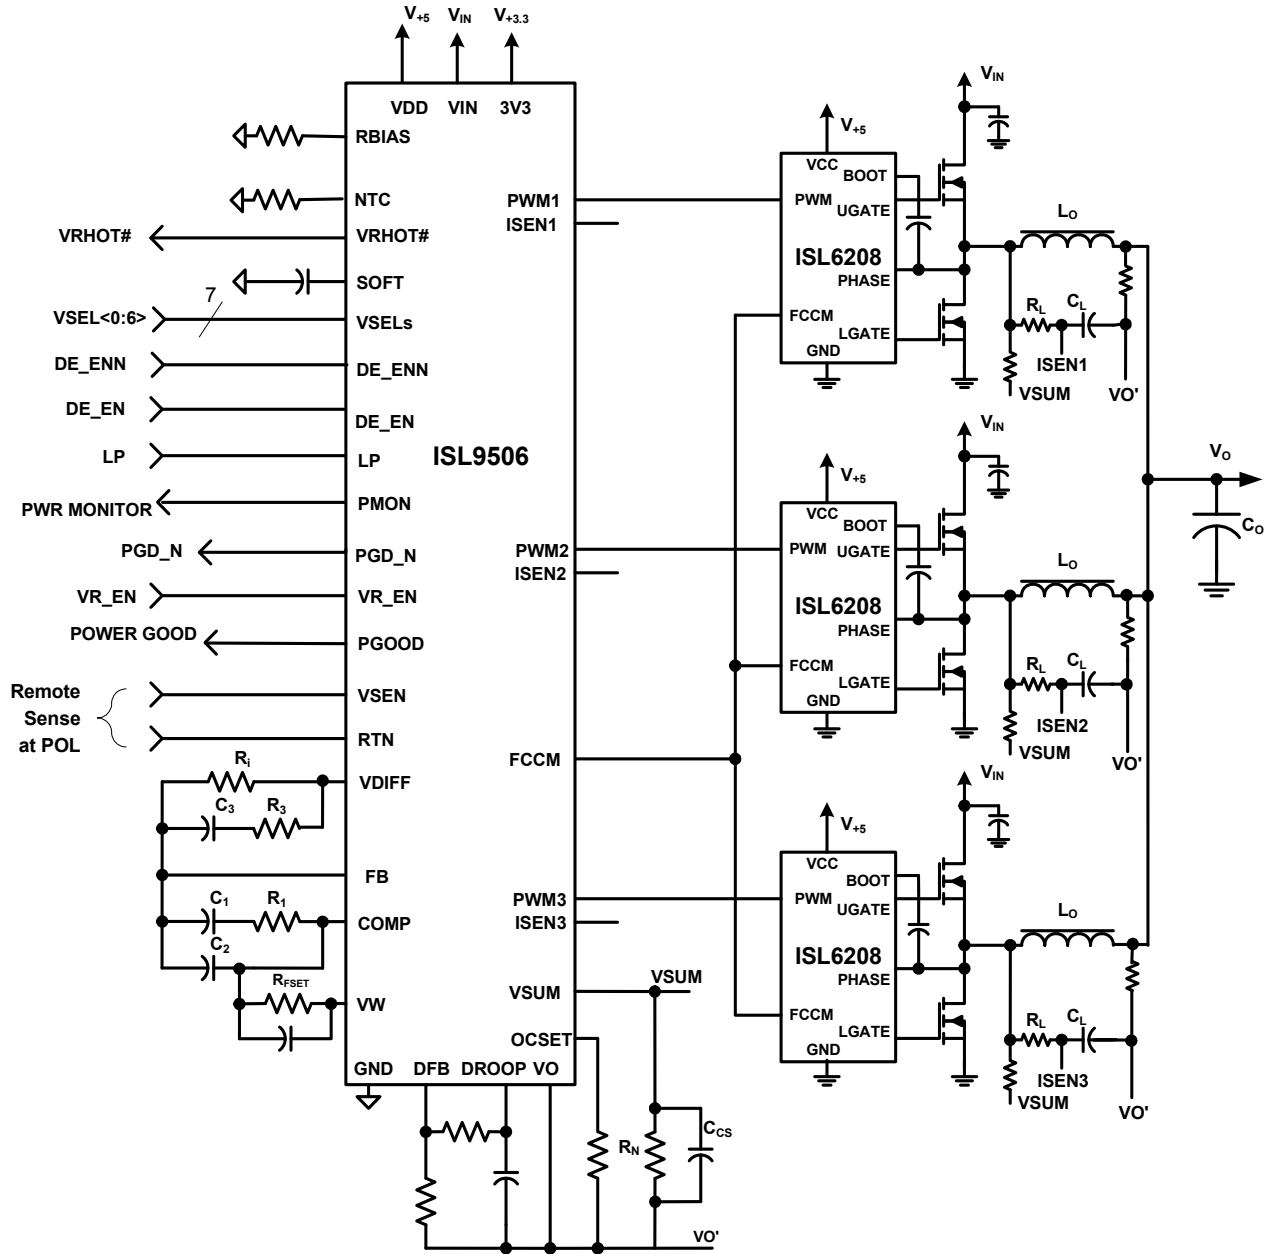 V+5
VIN
V+3.3
VDD
VIN
3V3
RBIAS
NTC
VRHOT#
VRHOT#
SOFT
7
VSEL<0:6>
VSELs
DE_ENN
DE_ENN
DE_EN
DE_EN
LP
LP
PWR MONITOR
PMON
PGD_N
PGD_N
VR_EN
VR_EN
POWER GOOD
PGOOD
Remote
Sense
at POL
VSEN
RTN
Ri
VDIFF
C3
R3
FB
C1
R1
COMP
C2
RFSET
VW
GND
DFB
DROOP
VO
ISL9506
PWM1
ISEN1
PWM2
ISEN2
FCCM
PWM3
ISEN3
VSUM
VSUM
OCSET
RN
CCS
VO'
V+5
VIN
VCC
BOOT
PWM
UGATE
ISL6208
PHASE
FCCM
LGATE
GND
LO
RL
CL
ISEN1
VSUM
VO'
V+5
VIN
VCC
BOOT
PWM
UGATE
ISL6208
PHASE
FCCM
LGATE
GND
LO
RL
CL
ISEN2
VSUM
VO'
VO
CO
V+5
VIN
VCC
BOOT
PWM
UGATE
ISL6208
PHASE
FCCM
LGATE
GND
LO
RL
CL
ISEN3
VSUM
VO'